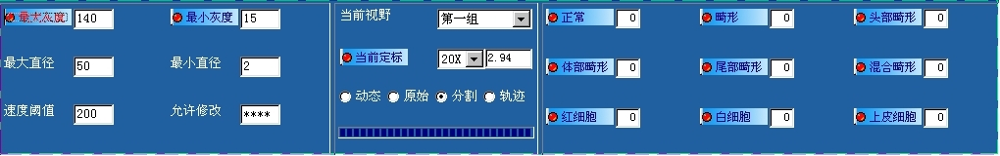 最大灰度 140 最小灰度 15 当前视野 第一组 正常 0 畸形 0 头部畸形 0
最大直径 50 最小直径 2 当前定标 20X 2.94 体部畸形 0 尾部畸形 0 混合畸形 0
动态 原始 分割 轨迹
速度阈值 200 允许修改 **** 红细胞 0 白细胞 0 上皮细胞 0